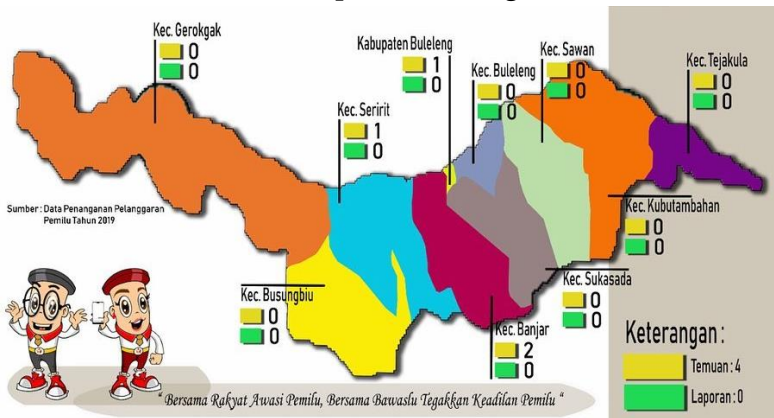 Kec. Gerokgak
0
0
Kabupaten Buleleng
1
0
Kec. Sawan
0
0
Kec. Buleleng
0
0
Kec. Tejakula
0
0
Kec. Seririt
1
0
Sumber : Data Penanganan Pelanggaran
Pemilu Tahun 2019
Kec. Kubutambahan
0
0
Kec. Sukasada
0
0
Kec. Busungbiu
0
0
Kec. Banjar
2
0
Keterangan :
Temuan : 4
Laporan : 0
“ Bersama Rakyat Awasi Pemilu, Bersama Bawaslu Tegakkan Keadilan Pemilu “